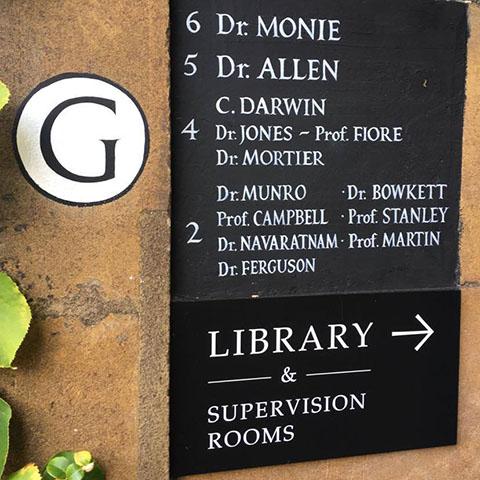 G
6 Dr. MONIE
5 Dr. ALLEN
C. DARWIN
4 Dr. JONES ~ Prof. FIORE
Dr. MORTIER
Dr. MUNRO · Dr. BOWKETT
Prof. CAMPBELL · Prof. STANLEY
2 Dr. NAVARATNAM · Prof. MARTIN
Dr. FERGUSON
LIBRARY →
&
SUPERVISION
ROOMS